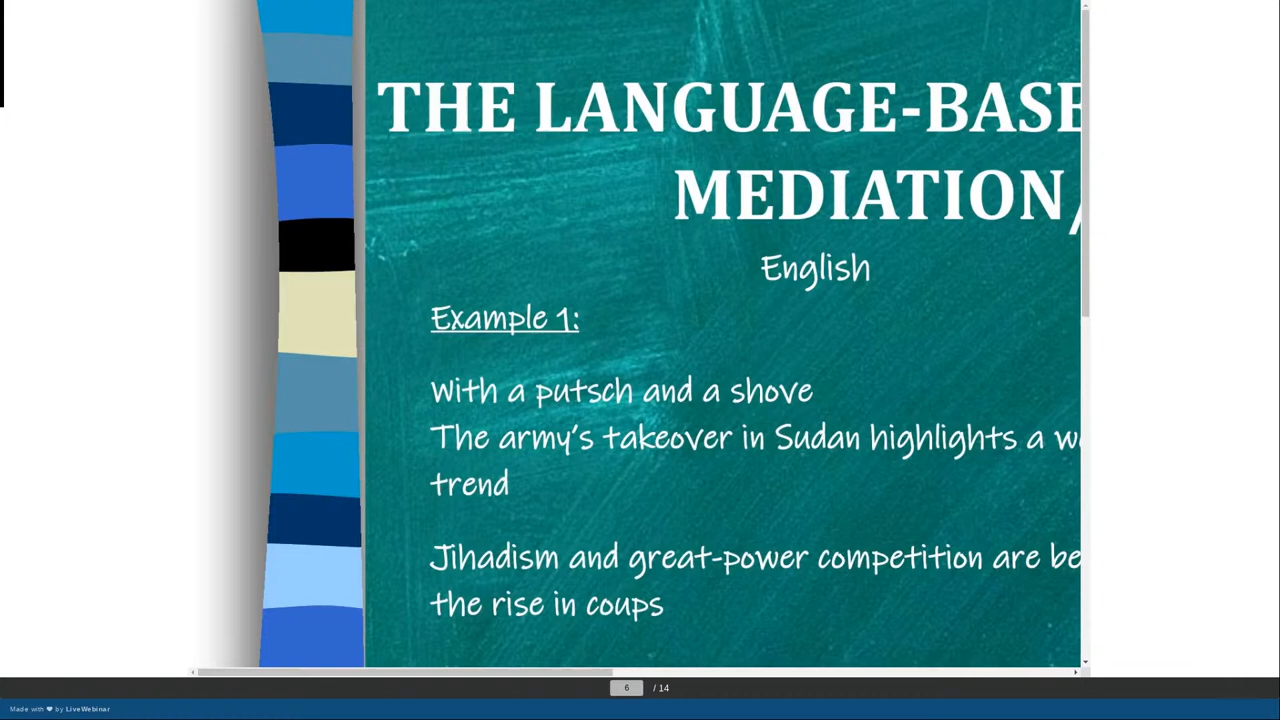 THE LANGUAGE-BASE
MEDIATION/
English
Example 1:
With a putsch and a shove
The army's takeover in Sudan highlights a
trend
Jihadism and great-power competition are
the rise in coups
6 / 14
Made with ❤ by LiveWebinar